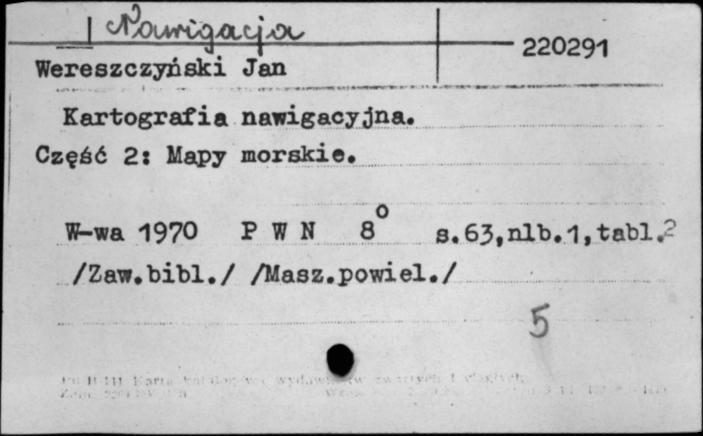 Nawigacja
220291
Wereszczyński Jan
Kartografia nawigacyjna.
Część 2: Mapy morskie.
W-wa 1970 P W N 8° s.63,nlb.1,tabl.2
/Zaw.bibl./ /Masz.powiel./
5
Karta